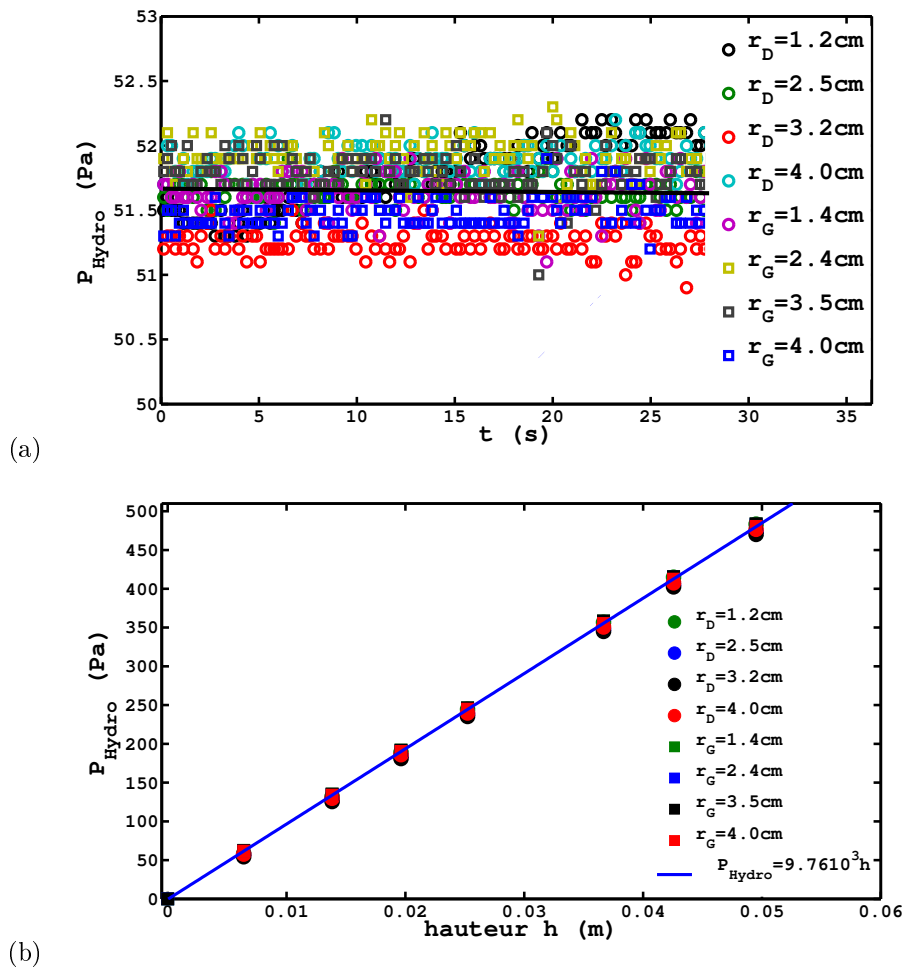 53
52.5
52
51.5
51
50.5
50
P_Hydro (Pa)
0 5 10 15 20 25 30 35
t (s)
r_D=1.2cm
r_D=2.5cm
r_D=3.2cm
r_D=4.0cm
r_G=1.4cm
r_G=2.4cm
r_G=3.5cm
r_G=4.0cm
(a)
500
450
400
350
300
250
200
150
100
50
0
P_Hydro (Pa)
0 0.01 0.02 0.03 0.04 0.05 0.06
hauteur h (m)
r_D=1.2cm
r_D=2.5cm
r_D=3.2cm
r_D=4.0cm
r_G=1.4cm
r_G=2.4cm
r_G=3.5cm
r_G=4.0cm
P_Hydro=9.7610³h
(b)